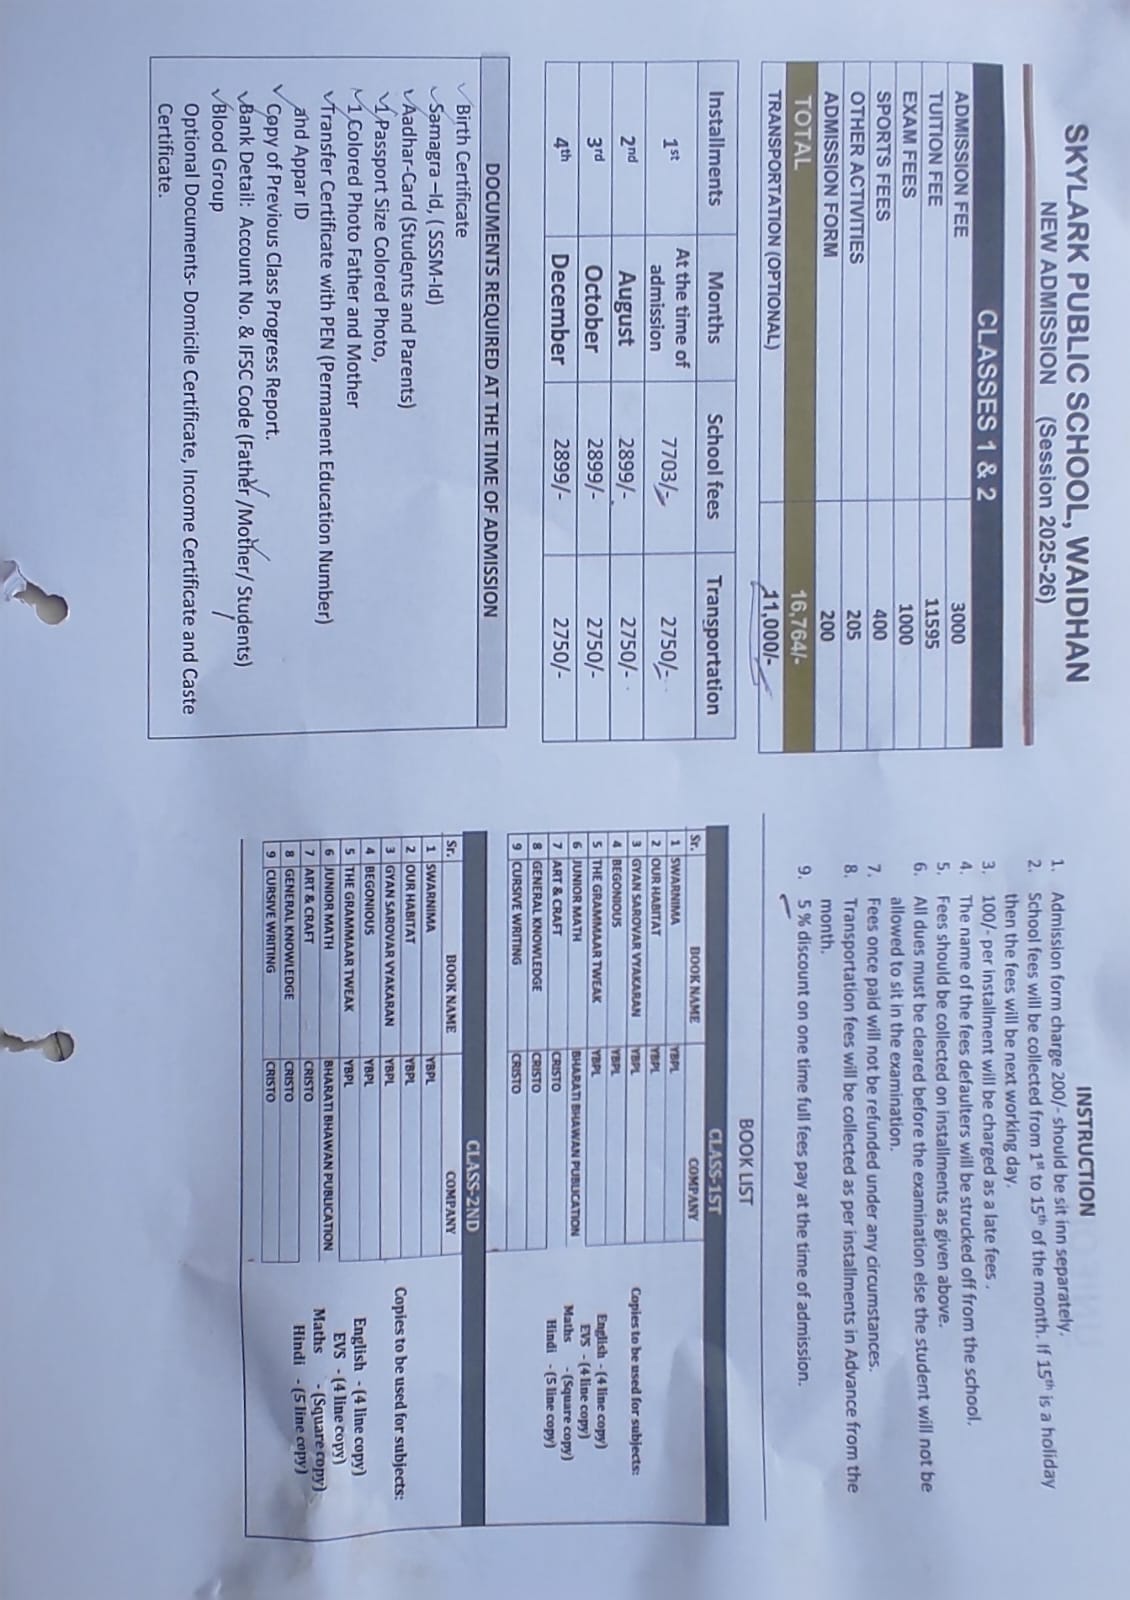 SKYLARK PUBLIC SCHOOL, WAIDHAN
NEW ADMISSION (Session 2025-26)
CLASSES 1 & 2
ADMISSION FEE 3000
TUITION FEE 11595
EXAM FEES 1000
SPORTS FEES 400
OTHER ACTIVITIES 205
ADMISSION FORM 200
TOTAL 16,764/-
TRANSPORTATION (OPTIONAL) 11,000/-
Installments Months School fees Transportation
1st At the time of admission 7703/- 2750/-
2nd August 2899/- 2750/-
3rd October 2899/- 2750/-
4th December 2899/- 2750/-
DOCUMENTS REQUIRED AT THE TIME OF ADMISSION
Birth Certificate
Samagra –Id, ( SSSM-Id)
Aadhar-Card (Students and Parents)
1 Passport Size Colored Photo,
1 Colored Photo Father and Mother
Transfer Certificate with PEN (Permanent Education Number)
and Appar ID
Copy of Previous Class Progress Report.
Bank Detail: Account No. & IFSC Code (Father /Mother/ Students)
Blood Group
Optional Documents- Domicile Certificate, Income Certificate and Caste
Certificate.
INSTRUCTION
1. Admission form charge 200/- should be sit inn separately.
2. School fees will be collected from 1st to 15th of the month. If 15th is a holiday
then the fees will be next working day.
3. 100/- per installment will be charged as a late fees .
4. The name of the fees defaulters will be strucked off from the school.
5. Fees should be collected on installments as given above.
6. All dues must be cleared before the examination else the student will not be
allowed to sit in the examination.
7. Fees once paid will not be refunded under any circumstances.
8. Transportation fees will be collected as per installments in Advance from the
month.
9. 5 % discount on one time full fees pay at the time of admission.
BOOK LIST
CLASS-1ST
Sr. BOOK NAME COMPANY
1 SWARNIMA YBPL
2 OUR HABITAT YBPL
3 GYAN SAROVAR VYAKARAN YBPL
4 BEGONIOUS YBPL
5 THE GRAMMAAR TWEAK YBPL
6 JUNIOR MATH BHARATI BHAWAN PUBLICATION
7 ART & CRAFT CRISTO
8 GENERAL KNOWLEDGE CRISTO
9 CURSIVE WRITING CRISTO
Copies to be used for subjects:
English - (4 line copy)
EVS - (4 line copy)
Maths - (Square copy)
Hindi - (5 line copy)
CLASS-2ND
Sr. BOOK NAME COMPANY
1 SWARNIMA YBPL
2 OUR HABITAT YBPL
3 GYAN SAROVAR VYAKARAN YBPL
4 BEGONIOUS YBPL
5 THE GRAMMAAR TWEAK YBPL
6 JUNIOR MATH BHARATI BHAWAN PUBLICATION
7 ART & CRAFT CRISTO
8 GENERAL KNOWLEDGE CRISTO
9 CURSIVE WRITING CRISTO
Copies to be used for subjects:
English - (4 line copy)
EVS - (4 line copy)
Maths - (Square copy)
Hindi - (5 line copy)